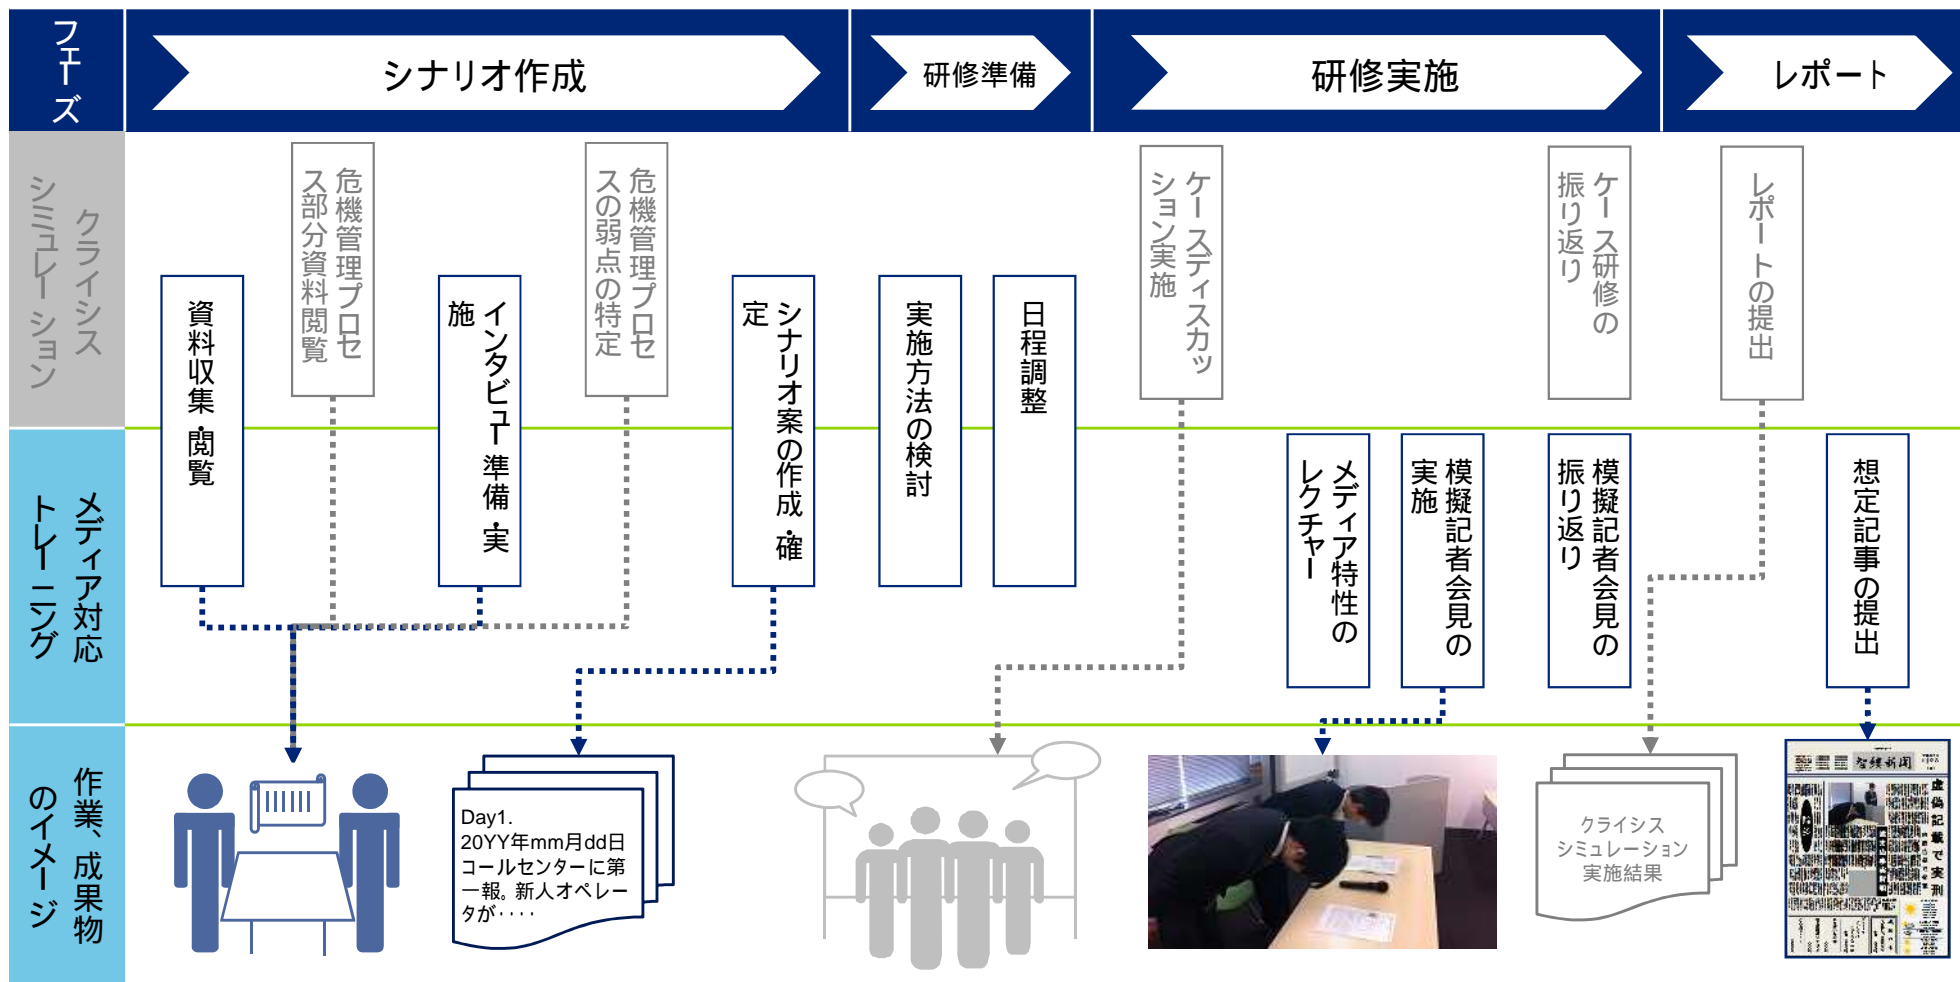 フェーズ
シナリオ作成
研修準備
研修実施
レポート
クライシス
シミュレーション
危機管理プロセ
ス部分資料閲覧
危機管理プロセ
スの弱点の特定
ケースディスカッ
ション実施
ケース研修の
振り返り
レポートの提出
資料収集・閲覧
インタビュー準備・実
施
シナリオ案の作成・確
定
実施方法の検討
日程調整
メディア対応
トレーニング
メディア特性の
レクチャー
模擬記者会見の
実施
模擬記者会見の
振り返り
想定記事の提出
作業、成果物
のイメージ
Day1.
20YY年mm月dd日
コールセンターに第
一報。新人オペレー
タが‥‥
クライシス
シミュレーション
実施結果
虚偽記載で実刑